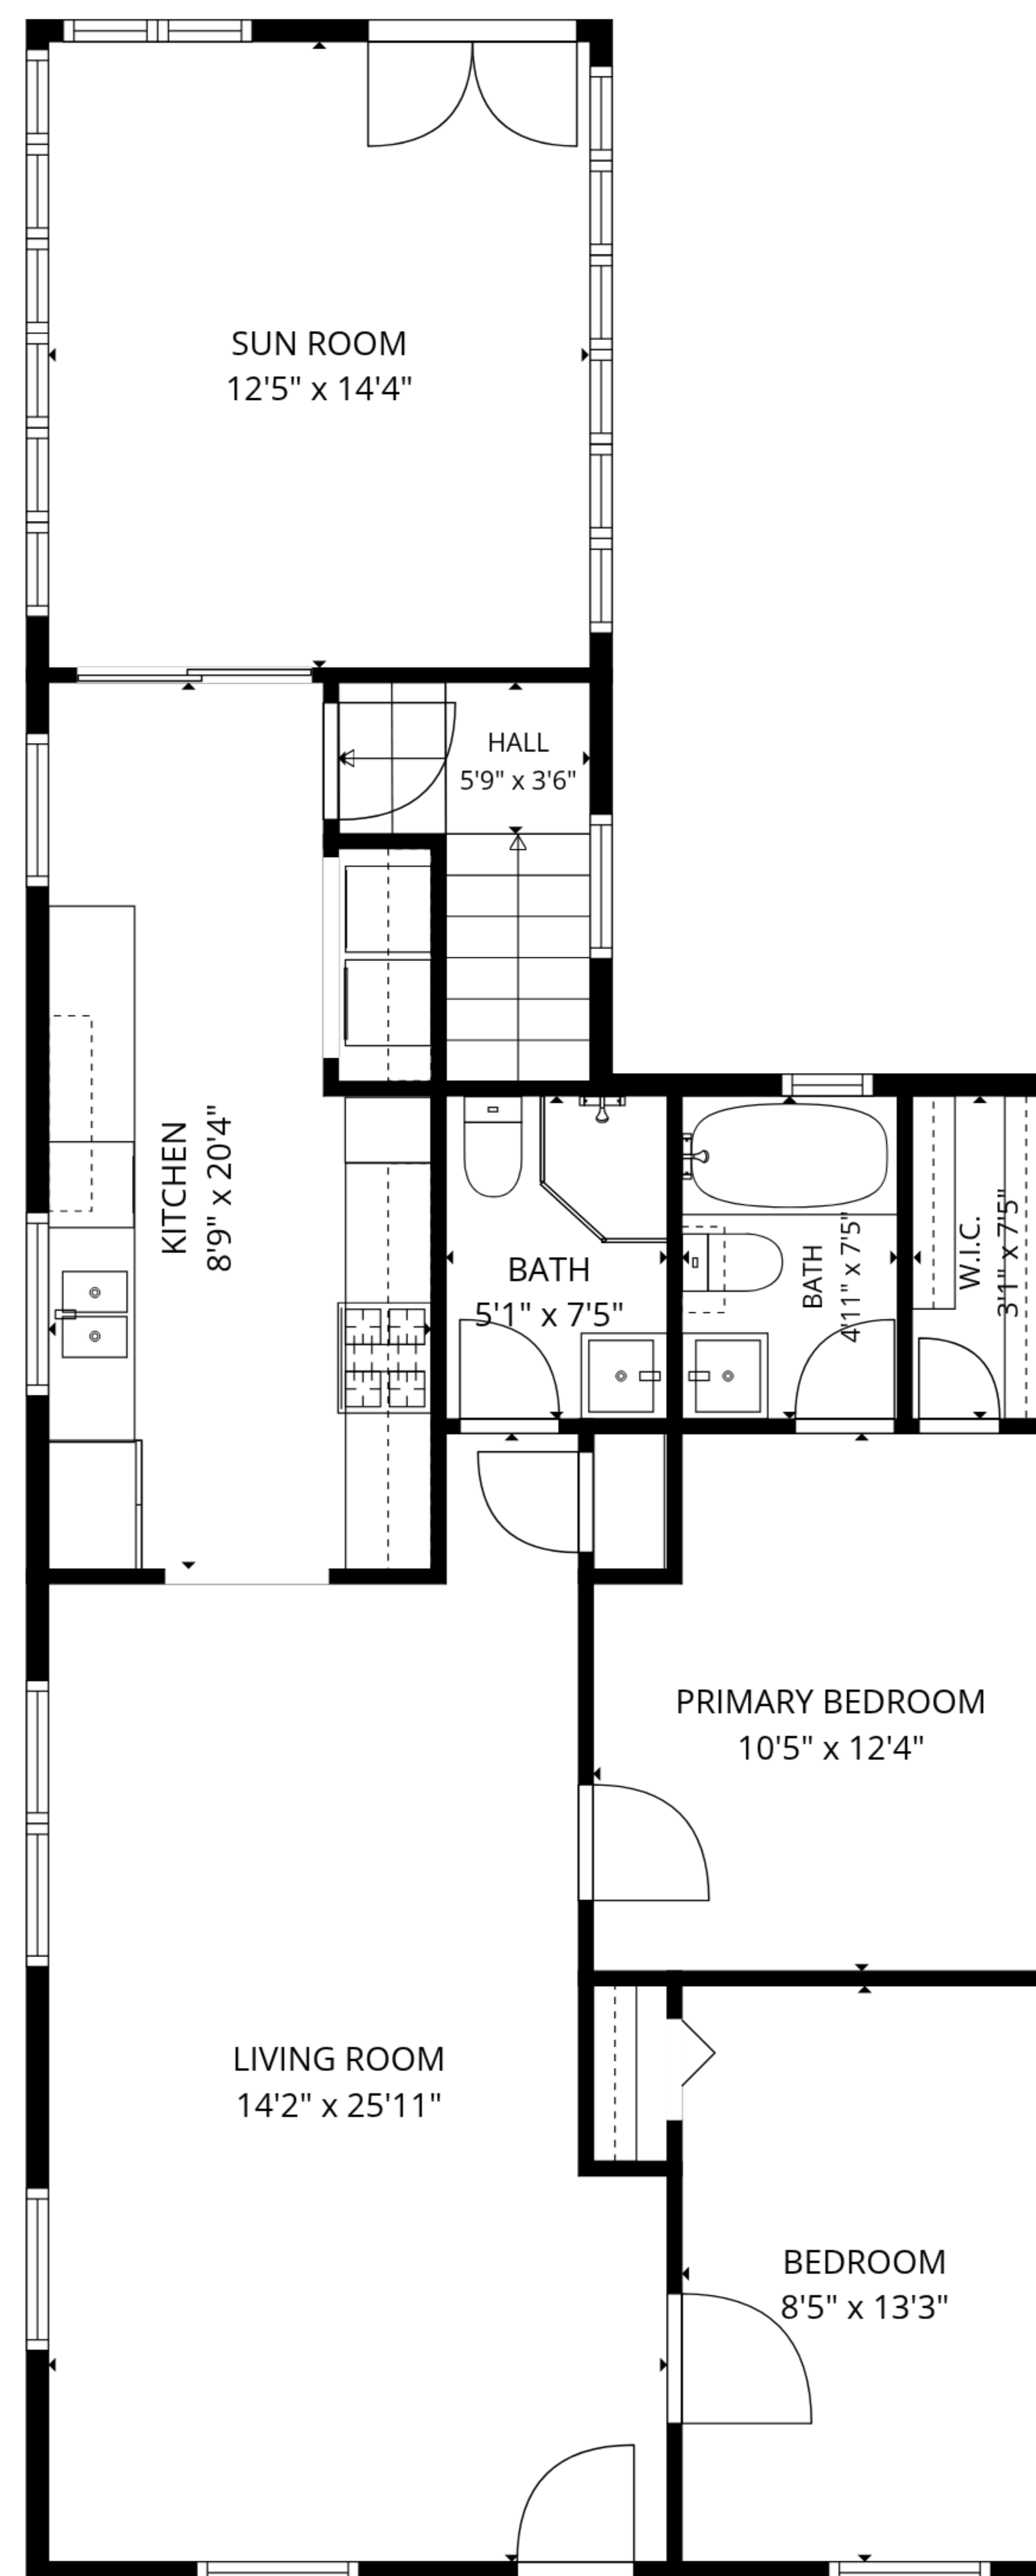 SUN ROOM
12'5" x 14'4"
HALL
5'9" x 3'6"
KITCHEN
8'9" x 20'4"
BATH
5'1" x 7'5"
BATH
4'11" x 7'5"
W.I.C.
3'1" x 7'5"
PRIMARY BEDROOM
10'5" x 12'4"
LIVING ROOM
14'2" x 25'11"
BEDROOM
8'5" x 13'3"